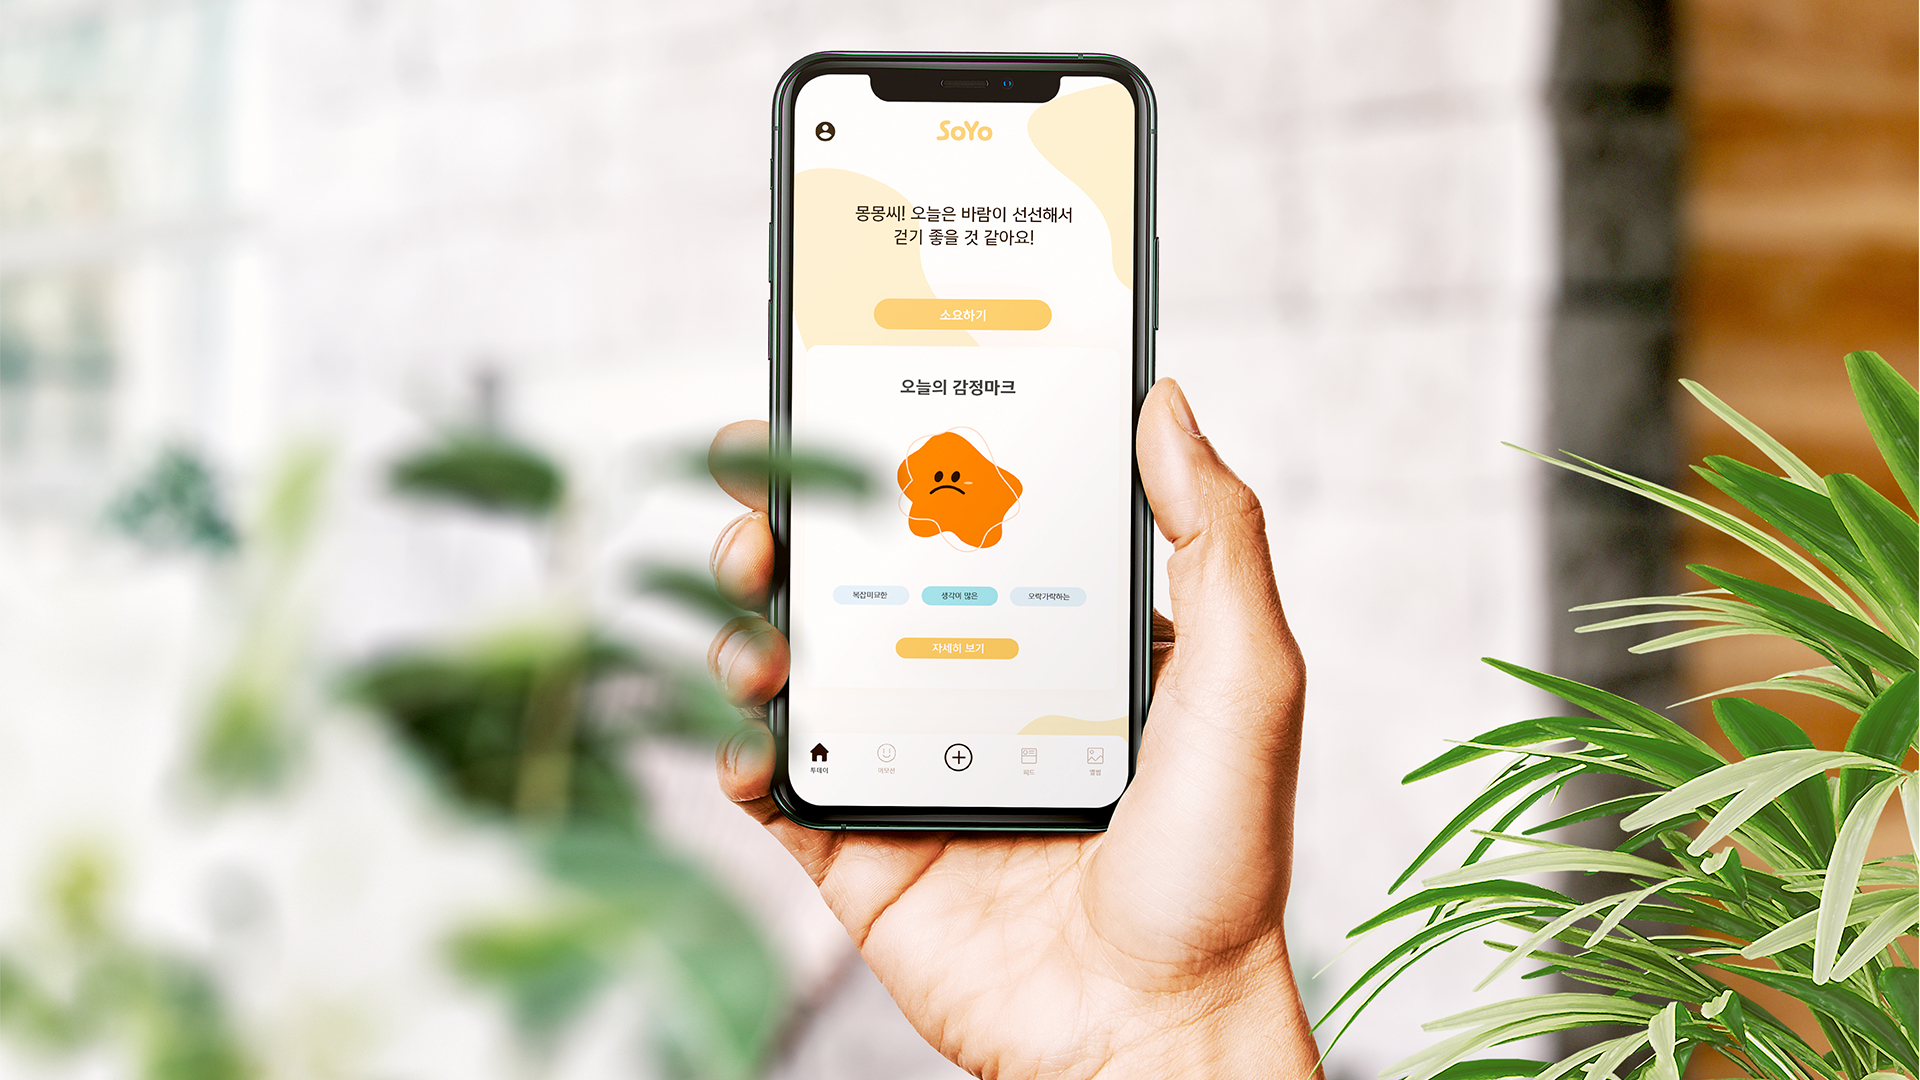 SoYo
몽몽씨! 오늘은 바람이 선선해서
걷기 좋을 것 같아요!
소요하기
오늘의 감정마크
복잡미묘한
생각이 많은
오락가락하는
자세히 보기
투데이
이모션
피드
앨범